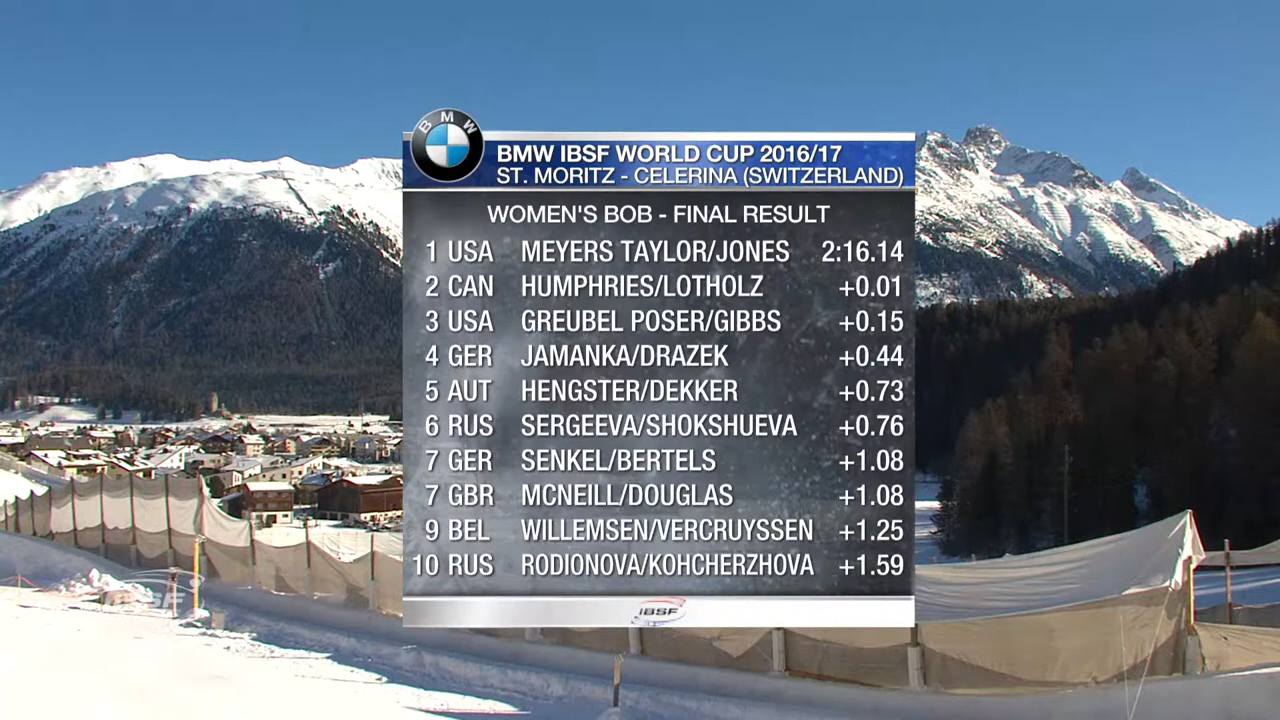 BMW
BMW IBSF WORLD CUP 2016/17
ST. MORITZ - CELERINA (SWITZERLAND)
WOMEN'S BOB - FINAL RESULT
1 USA MEYERS TAYLOR/JONES 2:16.14
2 CAN HUMPHRIES/LOTHOLZ +0.01
3 USA GREUBEL POSER/GIBBS +0.15
4 GER JAMANKA/DRAZEK +0.44
5 AUT HENGSTER/DEKKER +0.73
6 RUS SERGEEVA/SHOKSHUEVA +0.76
7 GER SENKEL/BERTELS +1.08
7 GBR MCNEILL/DOUGLAS +1.08
9 BEL WILLEMSEN/VERCRUYSSEN +1.25
10 RUS RODIONOVA/KOHCHERZHOVA +1.59
IBSF
IBSF